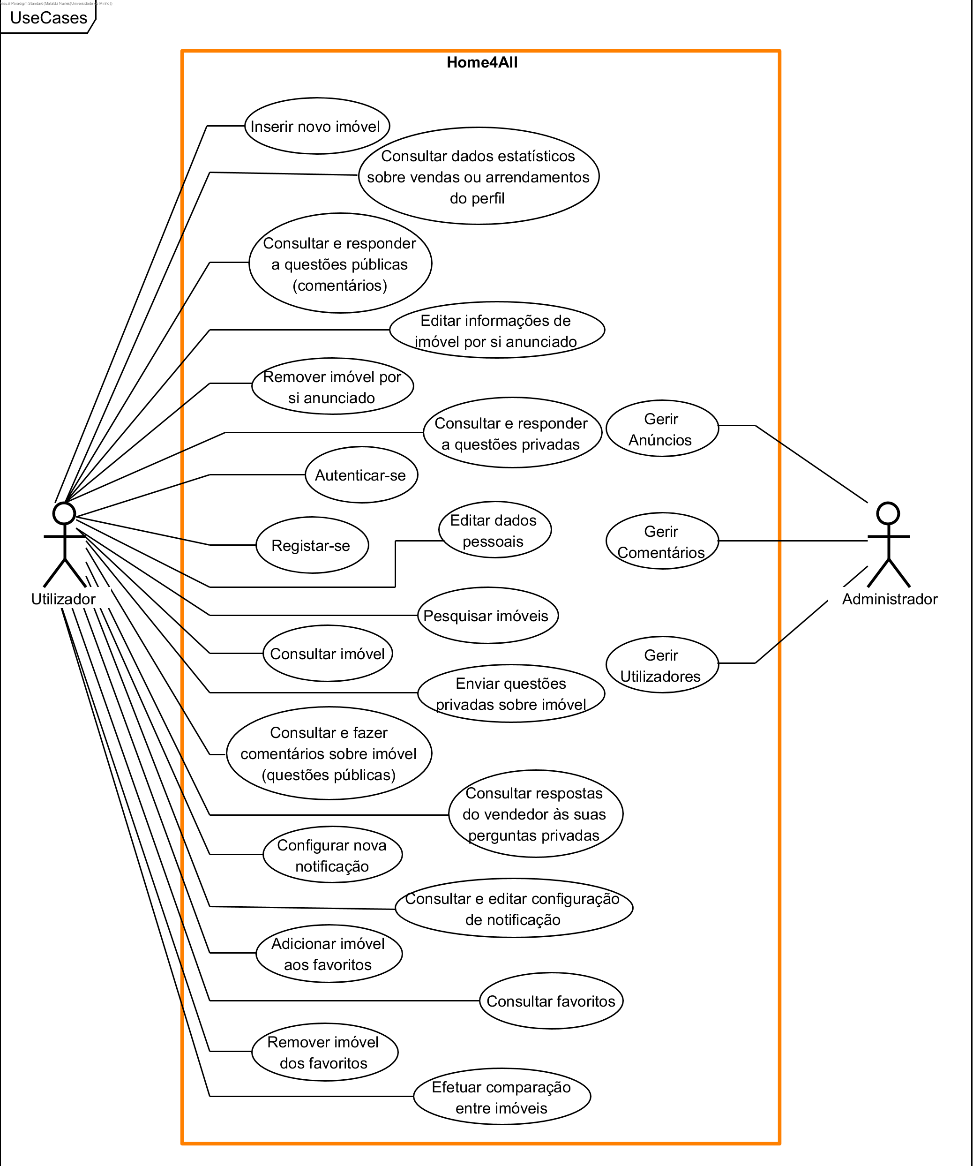 UseCases
Home4All
Inserir novo imóvel
Consultar dados estatísticos
sobre vendas ou arrendamentos
do perfil
Consultar e responder
a questões públicas
(comentários)
Editar informações de
imóvel por si anunciado
Remover imóvel por
si anunciado
Consultar e responder
a questões privadas
Gerir
Anúncios
Autenticar-se
Editar dados
pessoais
Registar-se
Gerir
Comentários
Utilizador
Administrador
Pesquisar imóveis
Consultar imóvel
Gerir
Utilizadores
Enviar questões
privadas sobre imóvel
Consultar e fazer
comentários sobre imóvel
(questões públicas)
Consultar respostas
do vendedor às suas
perguntas privadas
Configurar nova
notificação
Consultar e editar configuração
de notificação
Adicionar imóvel
aos favoritos
Consultar favoritos
Remover imóvel
dos favoritos
Efetuar comparação
entre imóveis